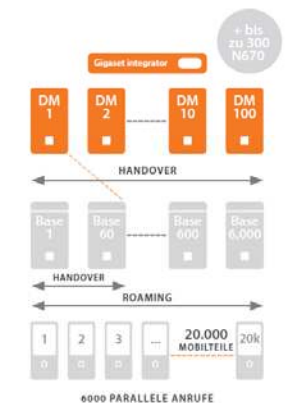 + bis
zu 300
N670
Gigaset integrator
DM
1
DM
2
DM
10
DM
100
HANDOVER
Base
1
Base
60
Base
600
Base
6,000
HANDOVER
ROAMING
1
2
3
...
20.000
MOBILTEILE
20k
6000 PARALLELE ANRUFE